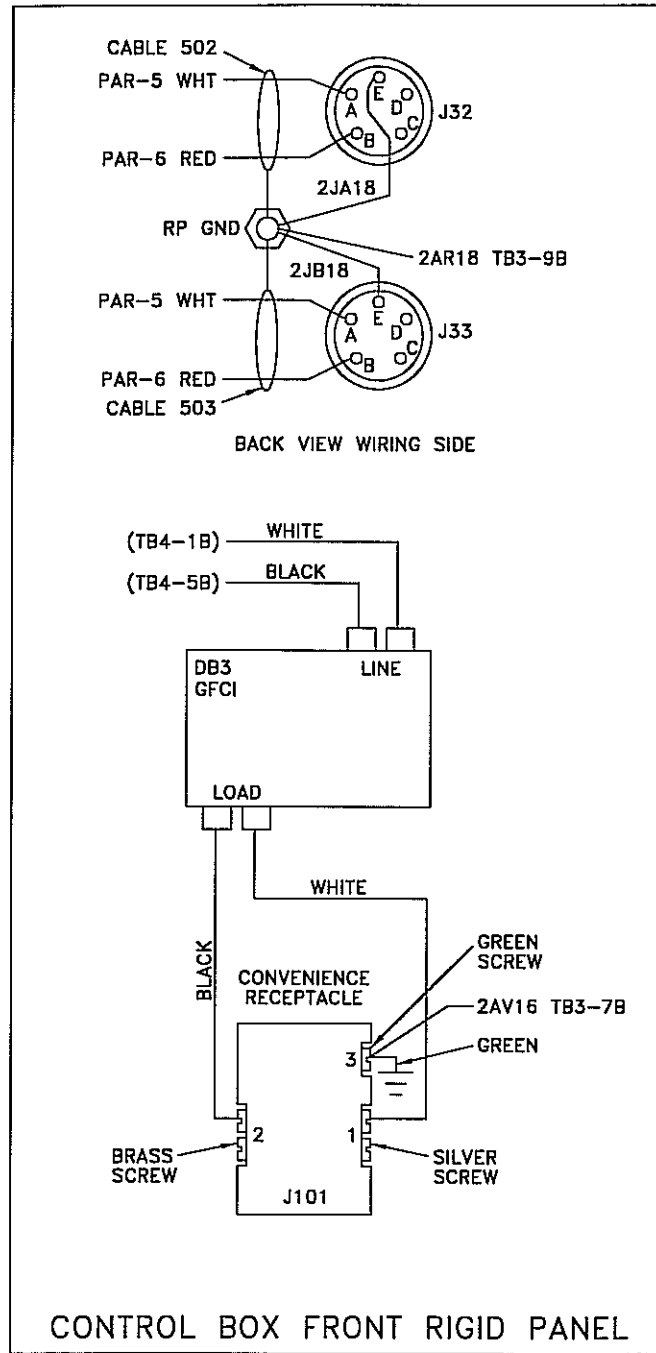 CABLE 502
PAR-5 WHT
A
E
D
C
B
J32
PAR-6 RED
2JA18
RP GND
2AR18 TB3-9B
2JB18
PAR-5 WHT
A
E
D
C
B
J33
PAR-6 RED
CABLE 503
BACK VIEW WIRING SIDE
(TB4-1B)
WHITE
(TB4-5B)
BLACK
DB3
GFCI
LINE
LOAD
WHITE
BLACK
GREEN
SCREW
CONVENIENCE
RECEPTACLE
2AV16 TB3-7B
3
GREEN
2
1
BRASS
SCREW
SILVER
SCREW
J101
CONTROL BOX FRONT RIGID PANEL